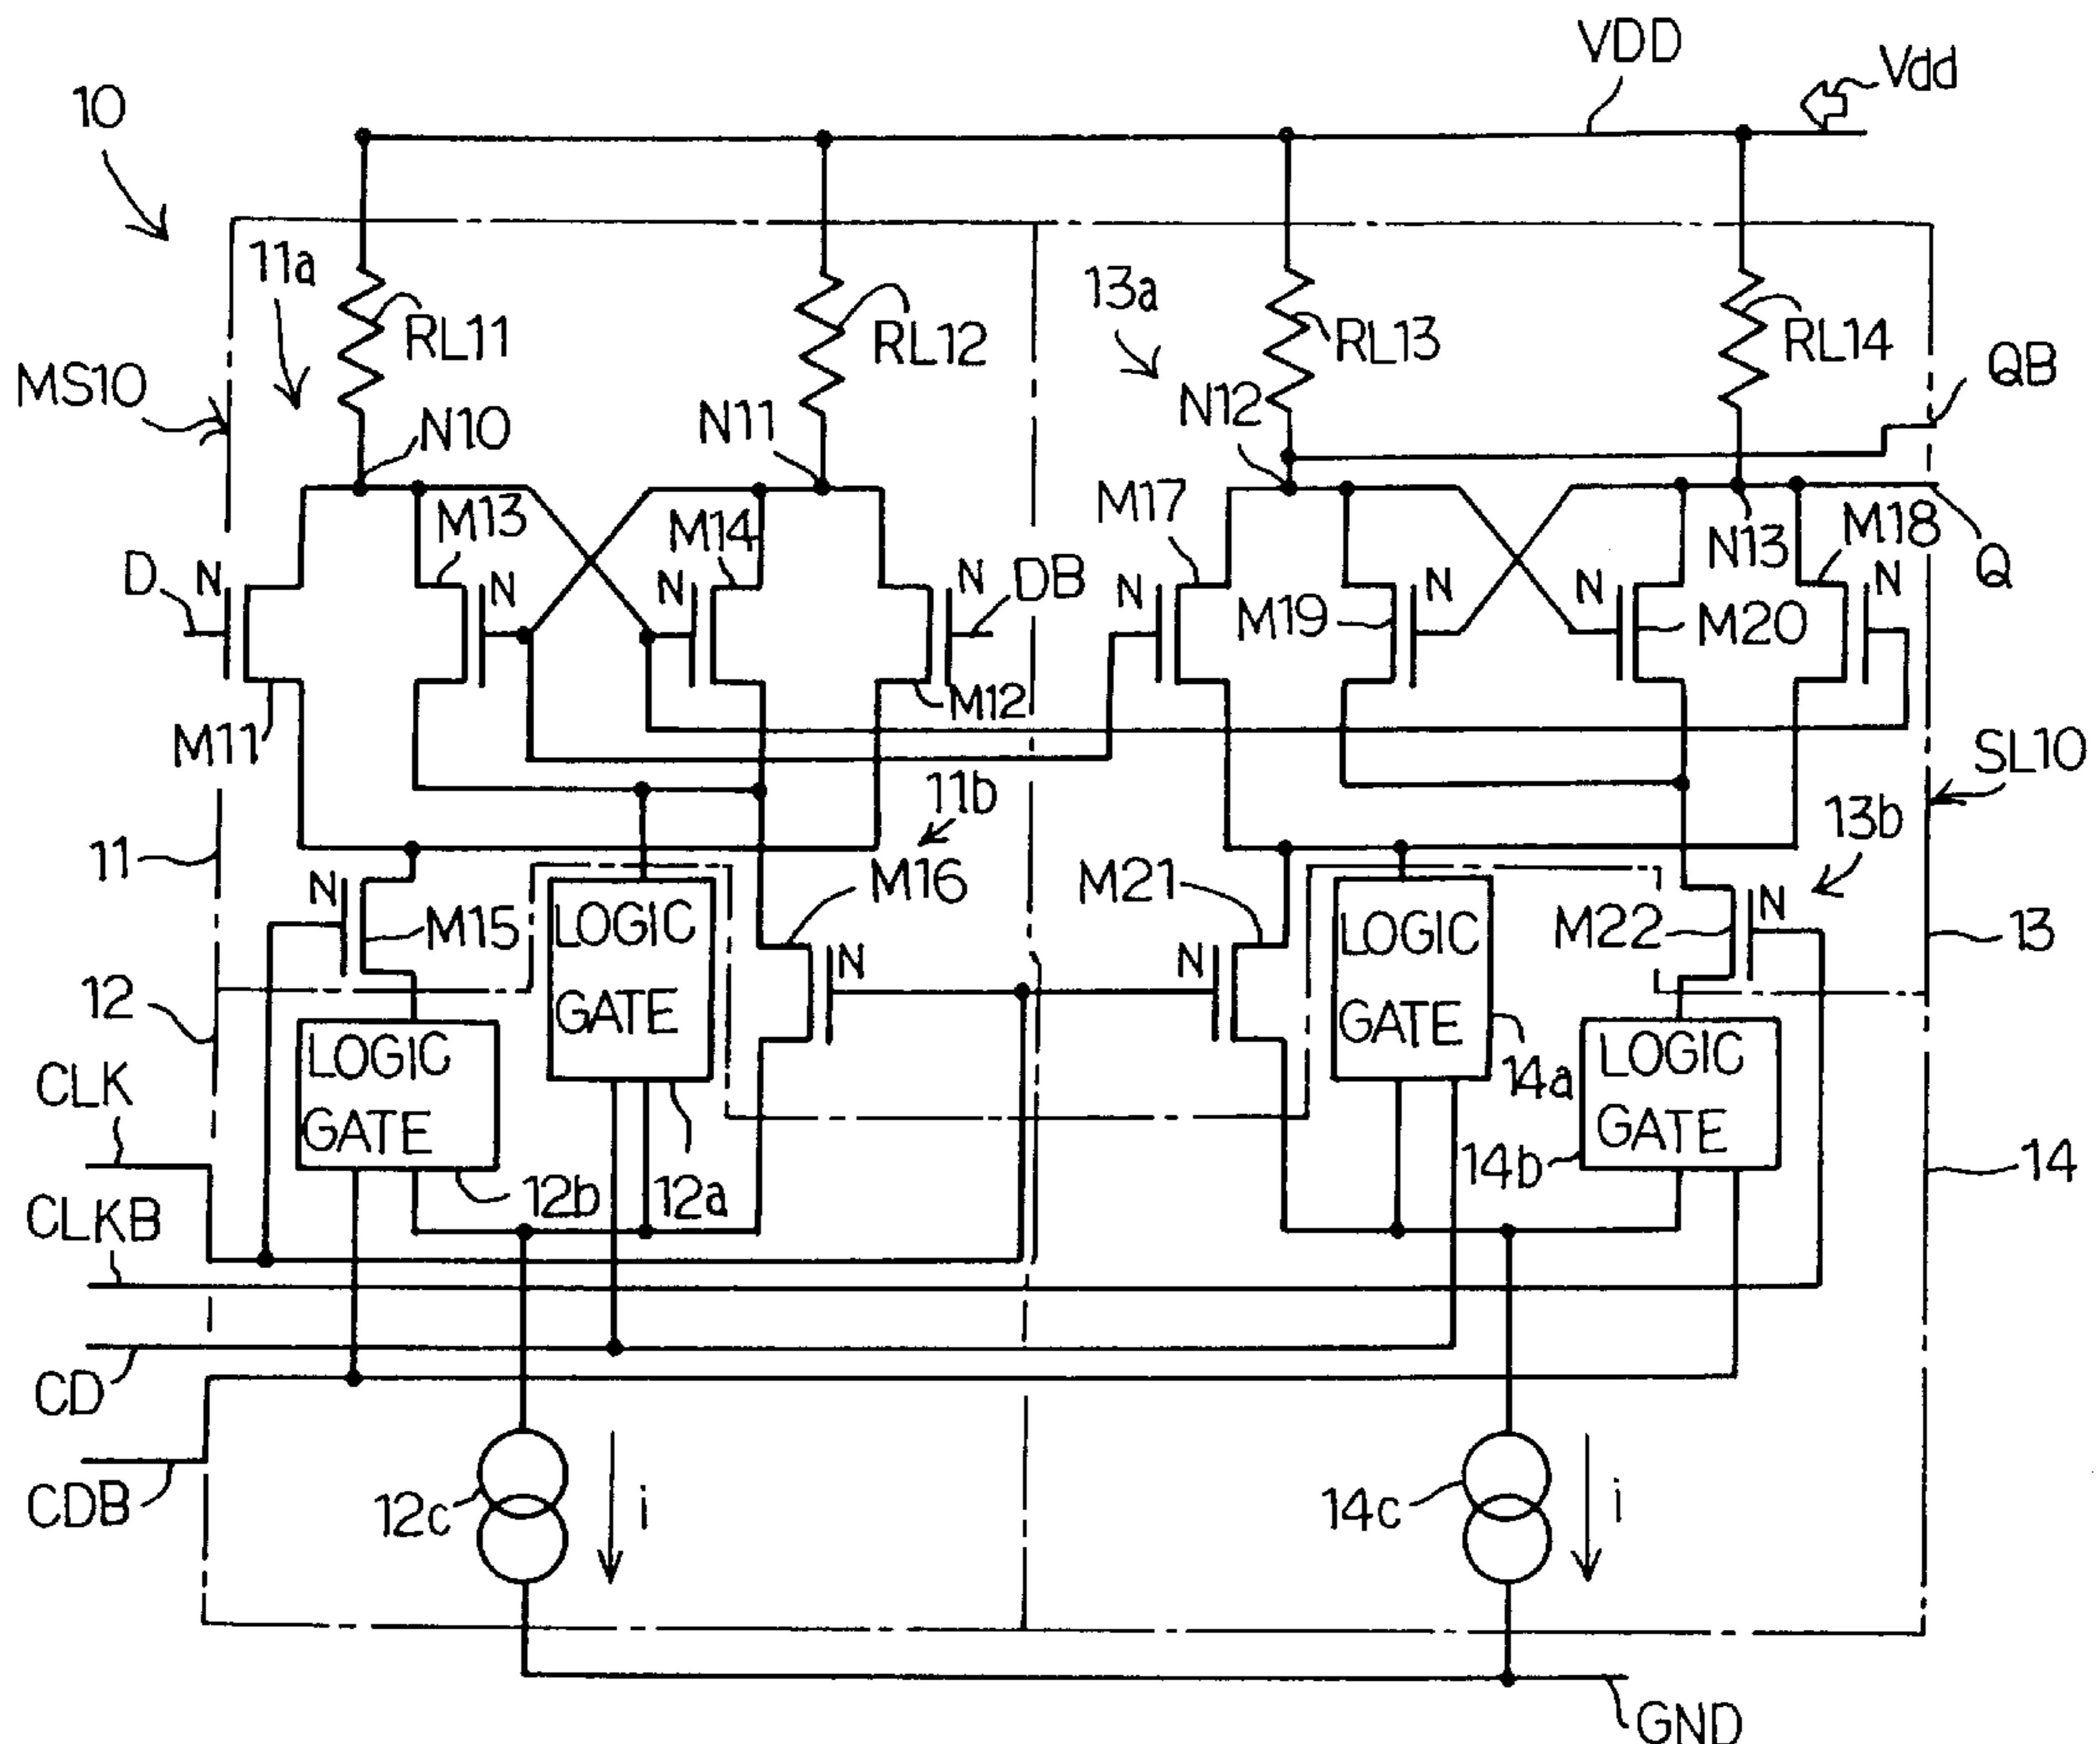 VDD
Vdd
10
11a
13a
RL11
RL12
RL13
RL14
QB
MS10
N10
N11
N12
M17
M13
M14
N13
M18
D
N
N
N
N
DB
N
M19
N
N
M20
N
Q
M11
M12
SL10
11b
13b
11
M16
M21
N
M15
LOGIC
GATE
N
N
LOGIC
GATE
M22
N
13
12
LOGIC
GATE
14a
LOGIC
GATE
CLK
12b
12a
14b
14
CLKB
CD
CDB
12c
i
14c
i
GND